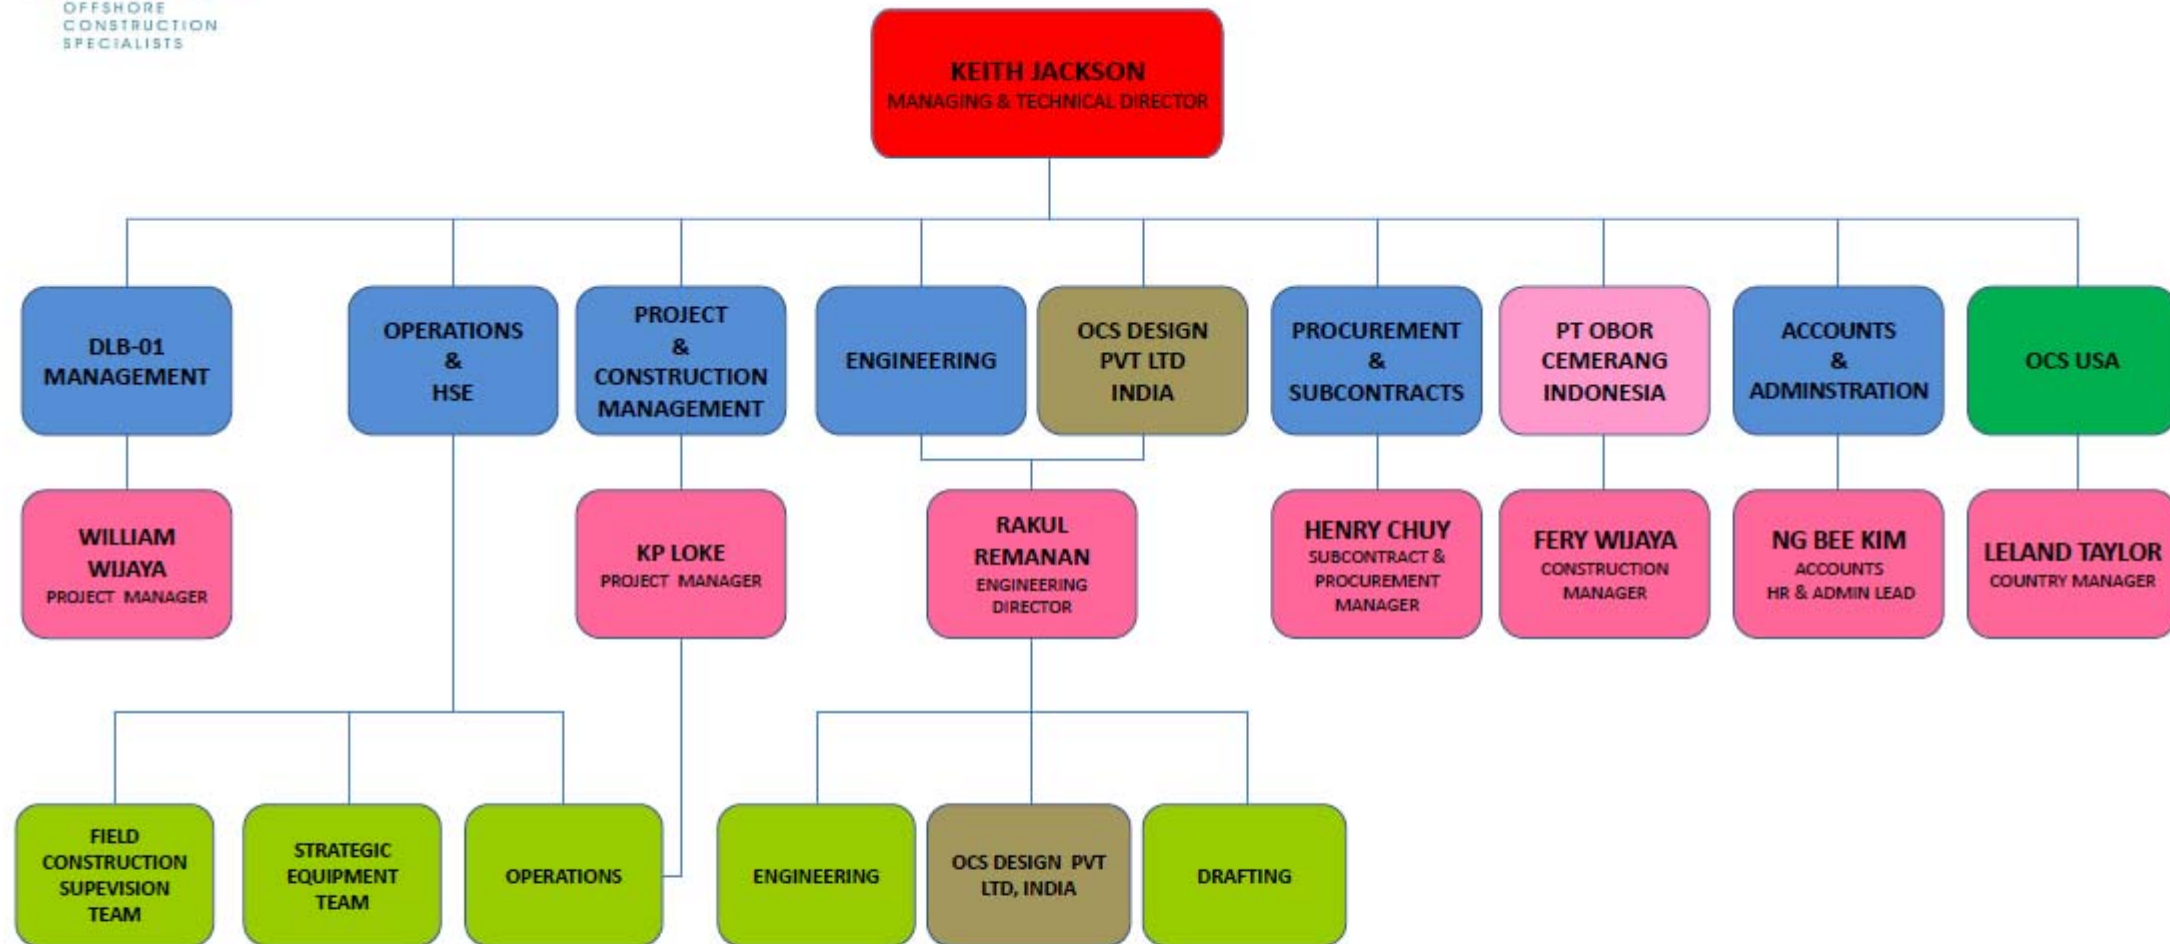 OFFSHORE
CONSTRUCTION
SPECIALISTS
KEITH JACKSON
MANAGING & TECHNICAL DIRECTOR
DLB-01
MANAGEMENT
OPERATIONS
&
HSE
PROJECT
&
CONSTRUCTION
MANAGEMENT
ENGINEERING
OCS DESIGN
PVT LTD
INDIA
PROCUREMENT
&
SUBCONTRACTS
PT OBOR
CEMERANG
INDONESIA
ACCOUNTS
&
ADMINSTRATION
OCS USA
WILLIAM
WIJAYA
PROJECT MANAGER
KP LOKE
PROJECT MANAGER
RAKUL
REMANAN
ENGINEERING
DIRECTOR
HENRY CHUY
SUBCONTRACT &
PROCUREMENT
MANAGER
FERY WIJAYA
CONSTRUCTION
MANAGER
NG BEE KIM
ACCOUNTS
HR & ADMIN LEAD
LELAND TAYLOR
COUNTRY MANAGER
FIELD
CONSTRUCTION
SUPEVISION
TEAM
STRATEGIC
EQUIPMENT
TEAM
OPERATIONS
ENGINEERING
OCS DESIGN PVT
LTD, INDIA
DRAFTING